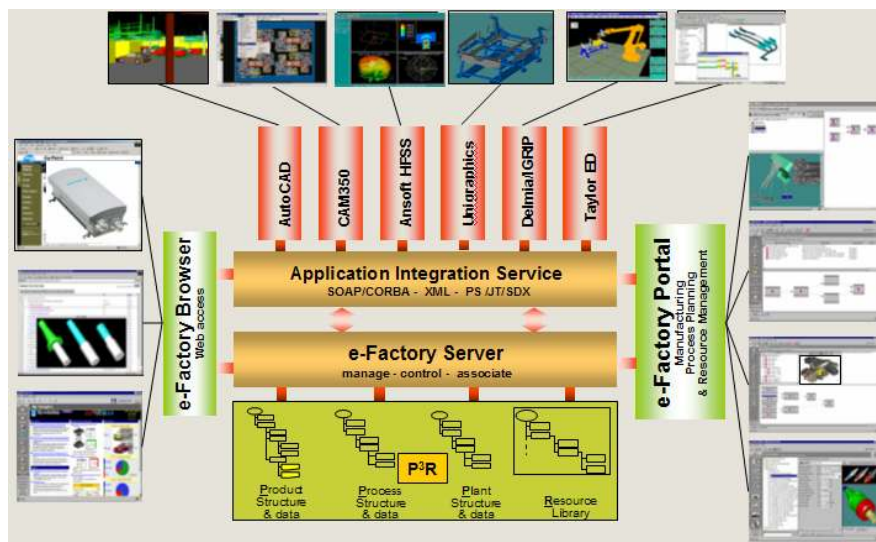 AutoCAD
CAM350
Ansoft HFSS
Unigraphics
Delmia/IGRIP
Taylor ED
e-Factory Browser
Web access
Application Integration Service
SOAP/CORBA - XML - PS /JT/SDX
e-Factory Server
manage - control - associate
e-Factory Portal
Manufacturing
Process Planning
& Resource Management
P³R
Product
Structure
& data
Process
Structure
& data
Plant
Structure
& data
Resource
Library